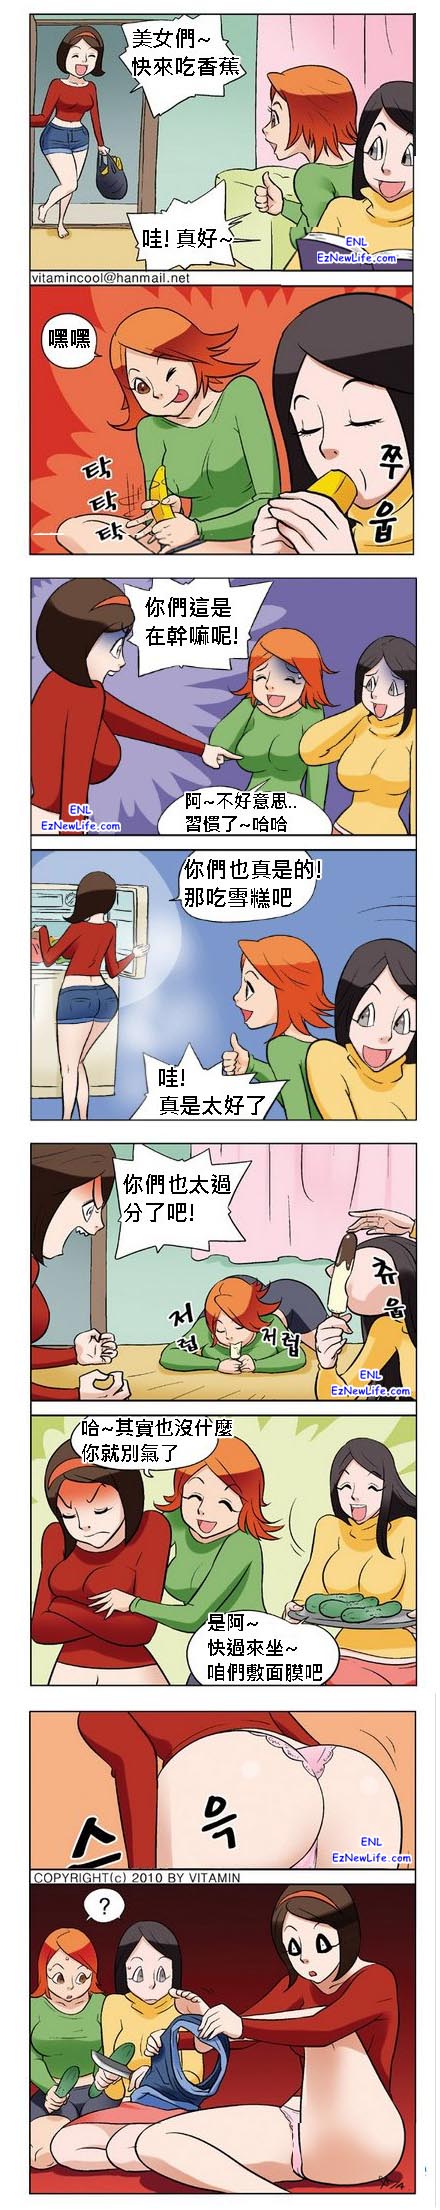 美女們~
快來吃香蕉
哇! 真好~
ENL
EzNewLife.com
vitamincool@hanmail.net
嘿嘿
탁
탁
탁
쭈
웁
你們這是
在幹嘛呢!
阿~不好意思..
習慣了~哈哈
ENL
EzNewLife.com
你們也真是的!
那吃雪糕吧
哇!
真是太好了
你們也太過
分了吧!
저
럽
저럽
츄
웁
ENL
EzNewLife.com
哈~其實也沒什麼
你就別氣了
是阿~
快過來坐~
咱們敷面膜吧
스
윽
ENL
EzNewLife.com
COPYRIGHT(c) 2010 BY VITAMIN
?